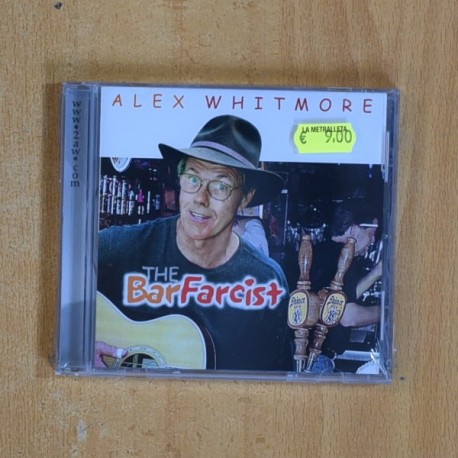 ALEX WHITMORE
LA METRALLETA
€ 9,00
www•2aw•com
THE
BarFarcist